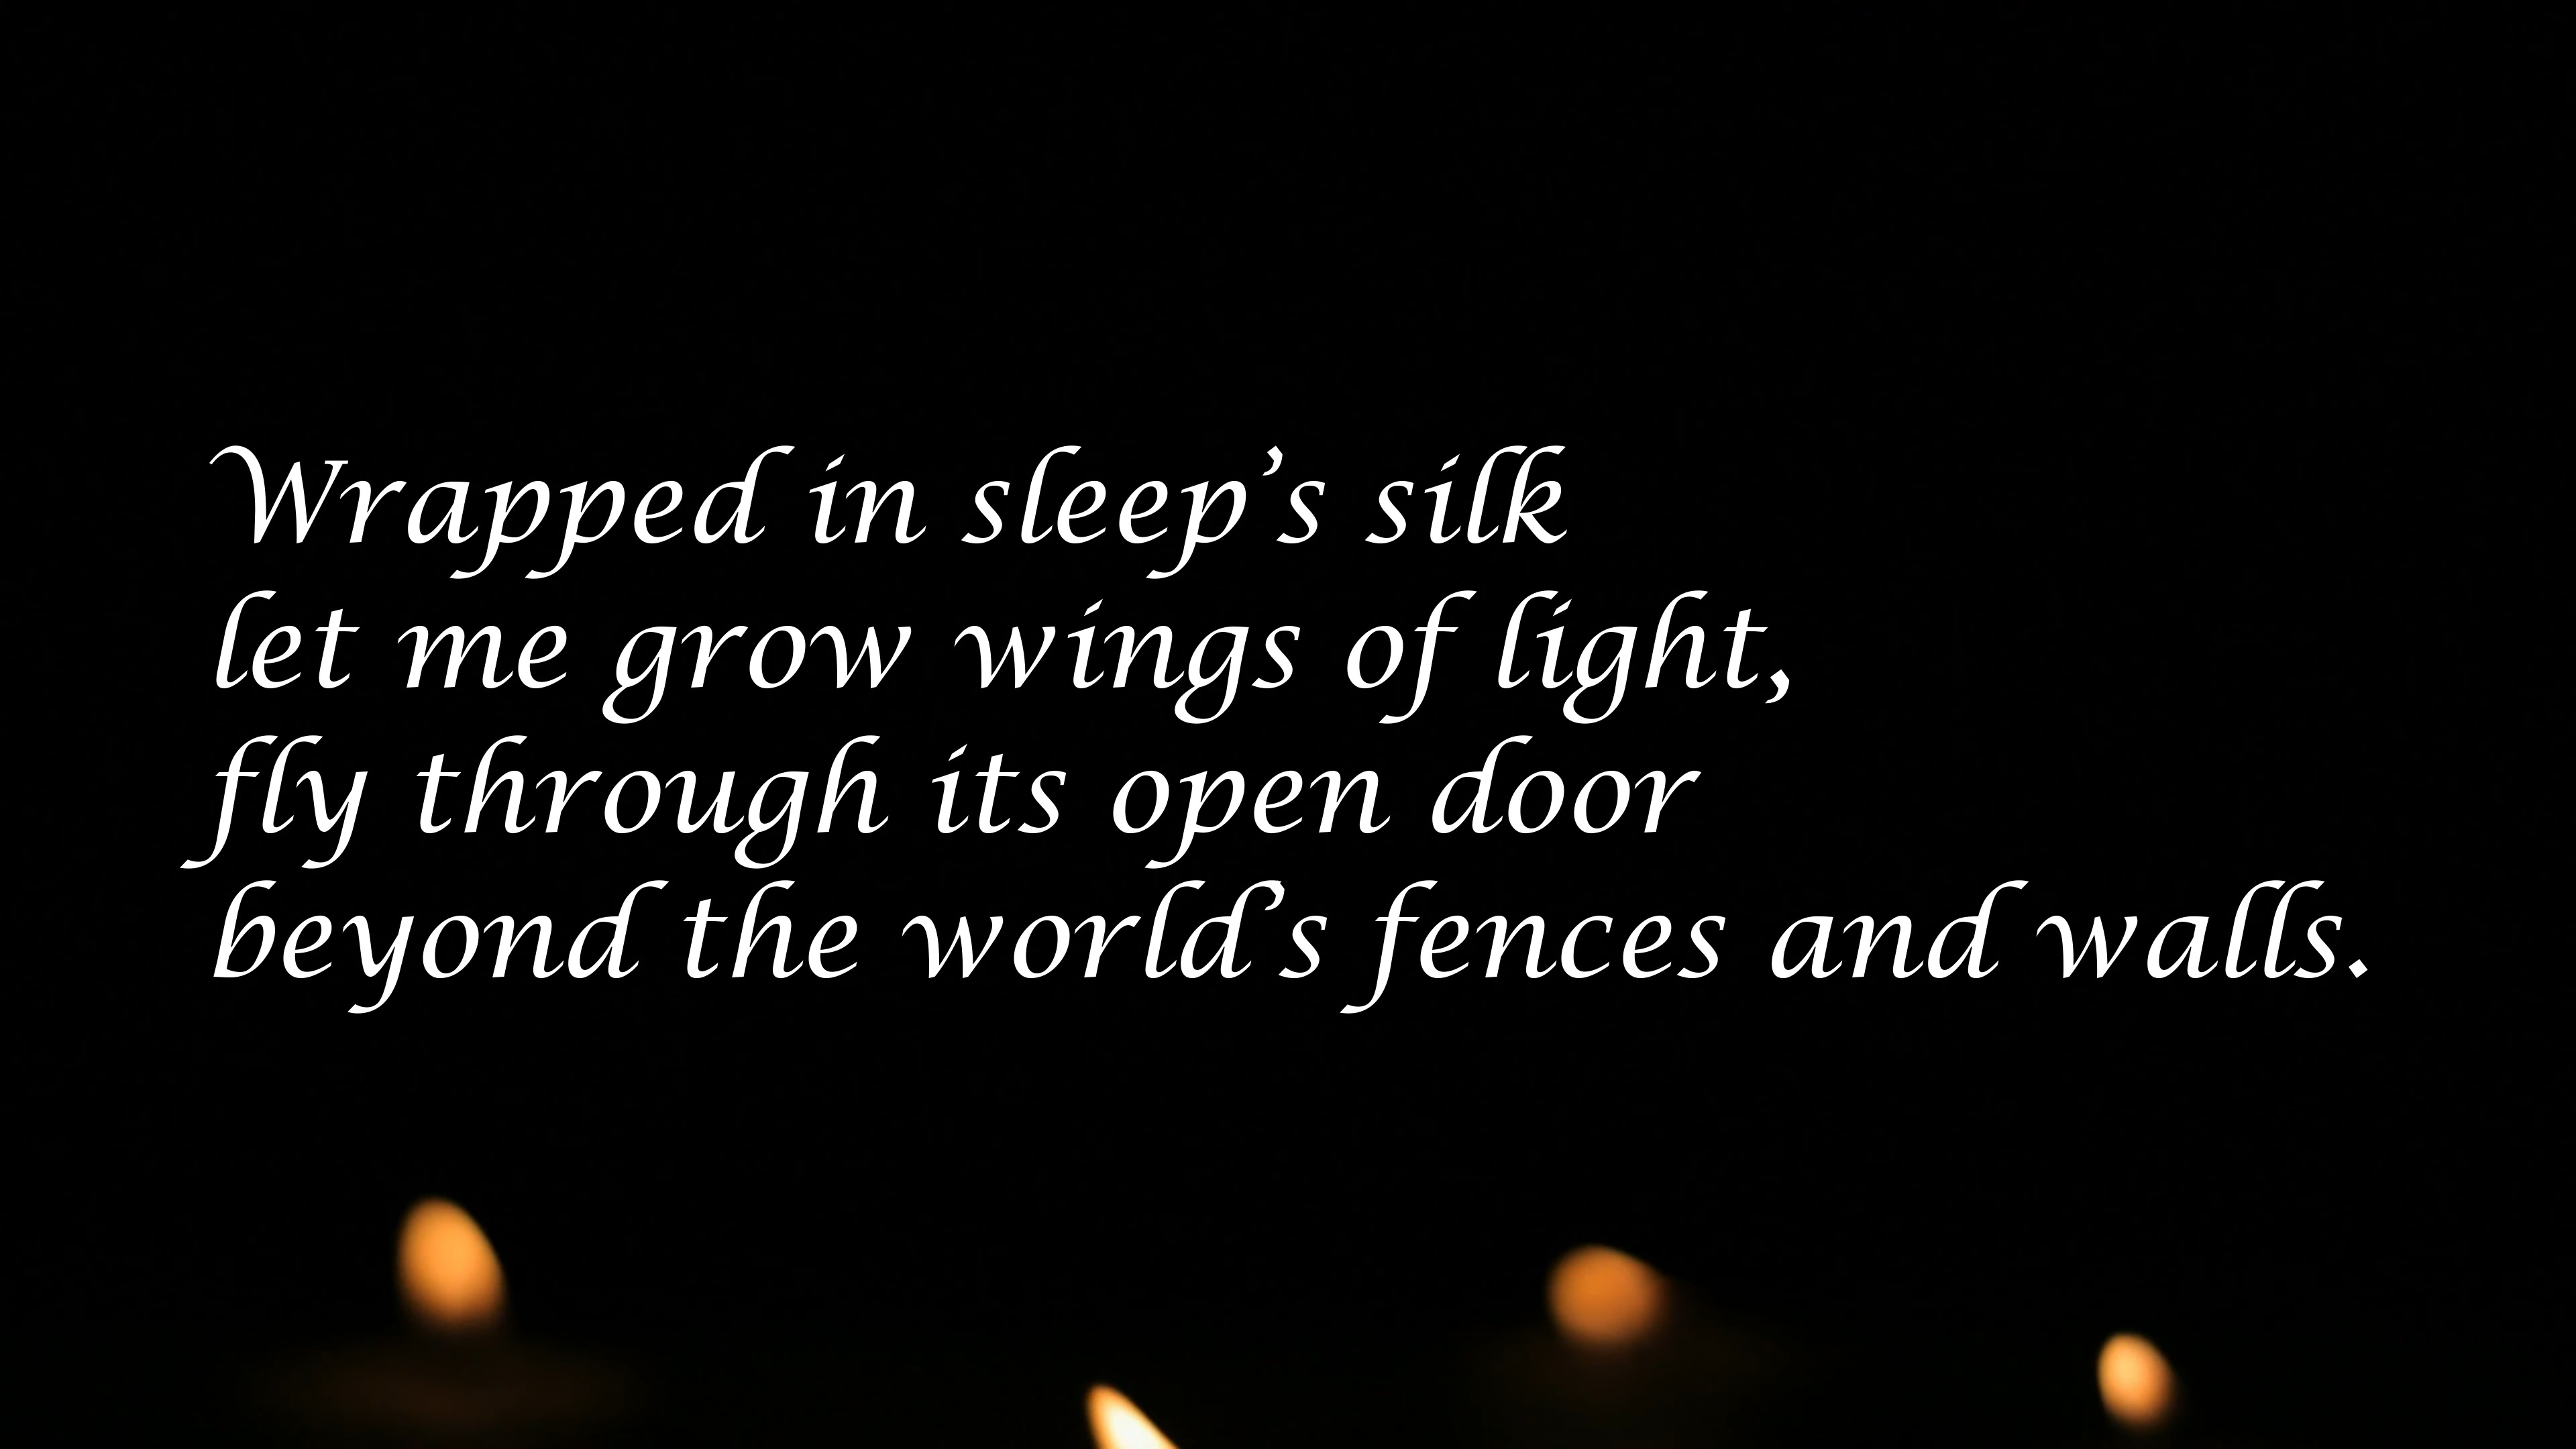 Wrapped in sleep’s silk
let me grow wings of light,
fly through its open door
beyond the world’s fences and walls.